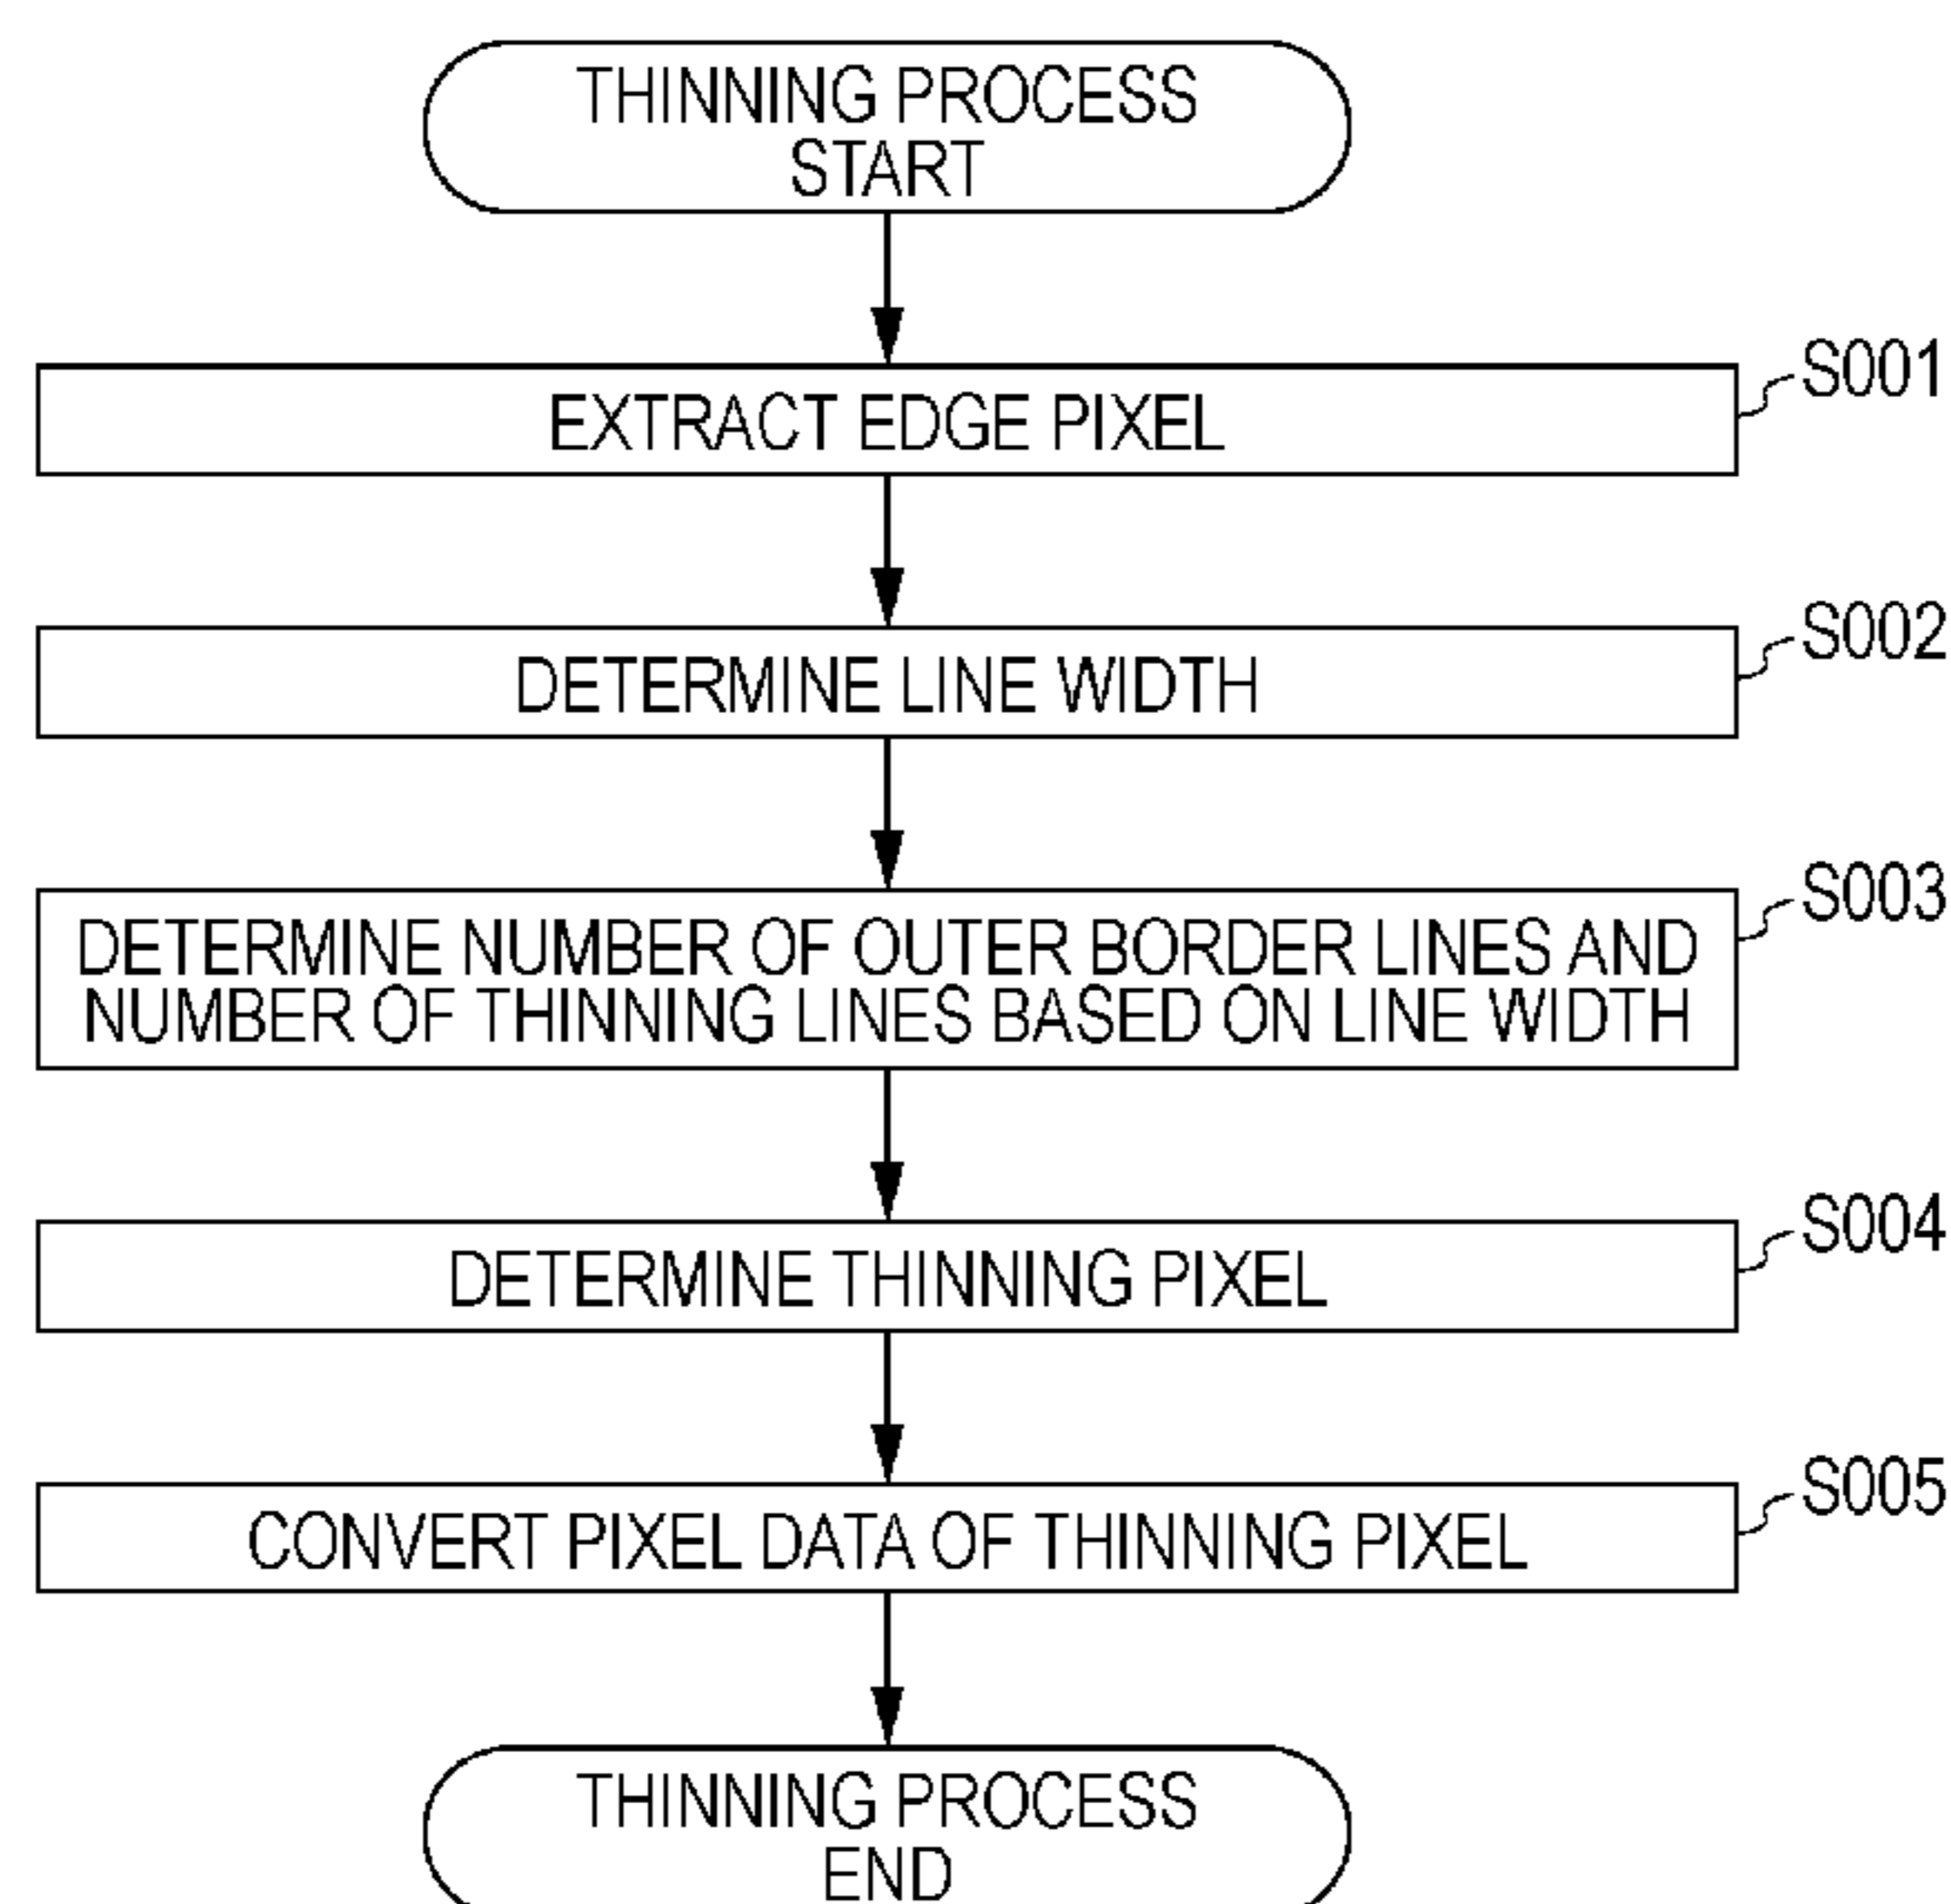 THINNING PROCESS
START
EXTRACT EDGE PIXEL
S001
DETERMINE LINE WIDTH
S002
DETERMINE NUMBER OF OUTER BORDER LINES AND
NUMBER OF THINNING LINES BASED ON LINE WIDTH
S003
DETERMINE THINNING PIXEL
S004
CONVERT PIXEL DATA OF THINNING PIXEL
S005
THINNING PROCESS
END